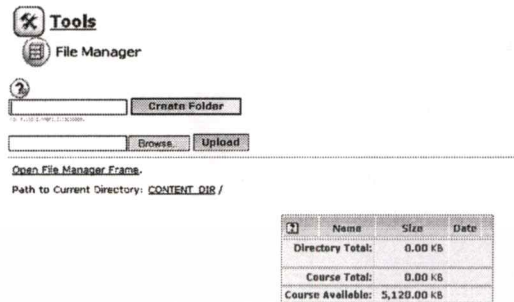 Tools
File Manager
Create Folder
Browse... Upload
Open File Manager Frame.
Path to Current Directory: CONTENT_DIR /
Name Size Date
Directory Total: 0.00 KB
Course Total: 0.00 KB
Course Available: 5,120.00 KB